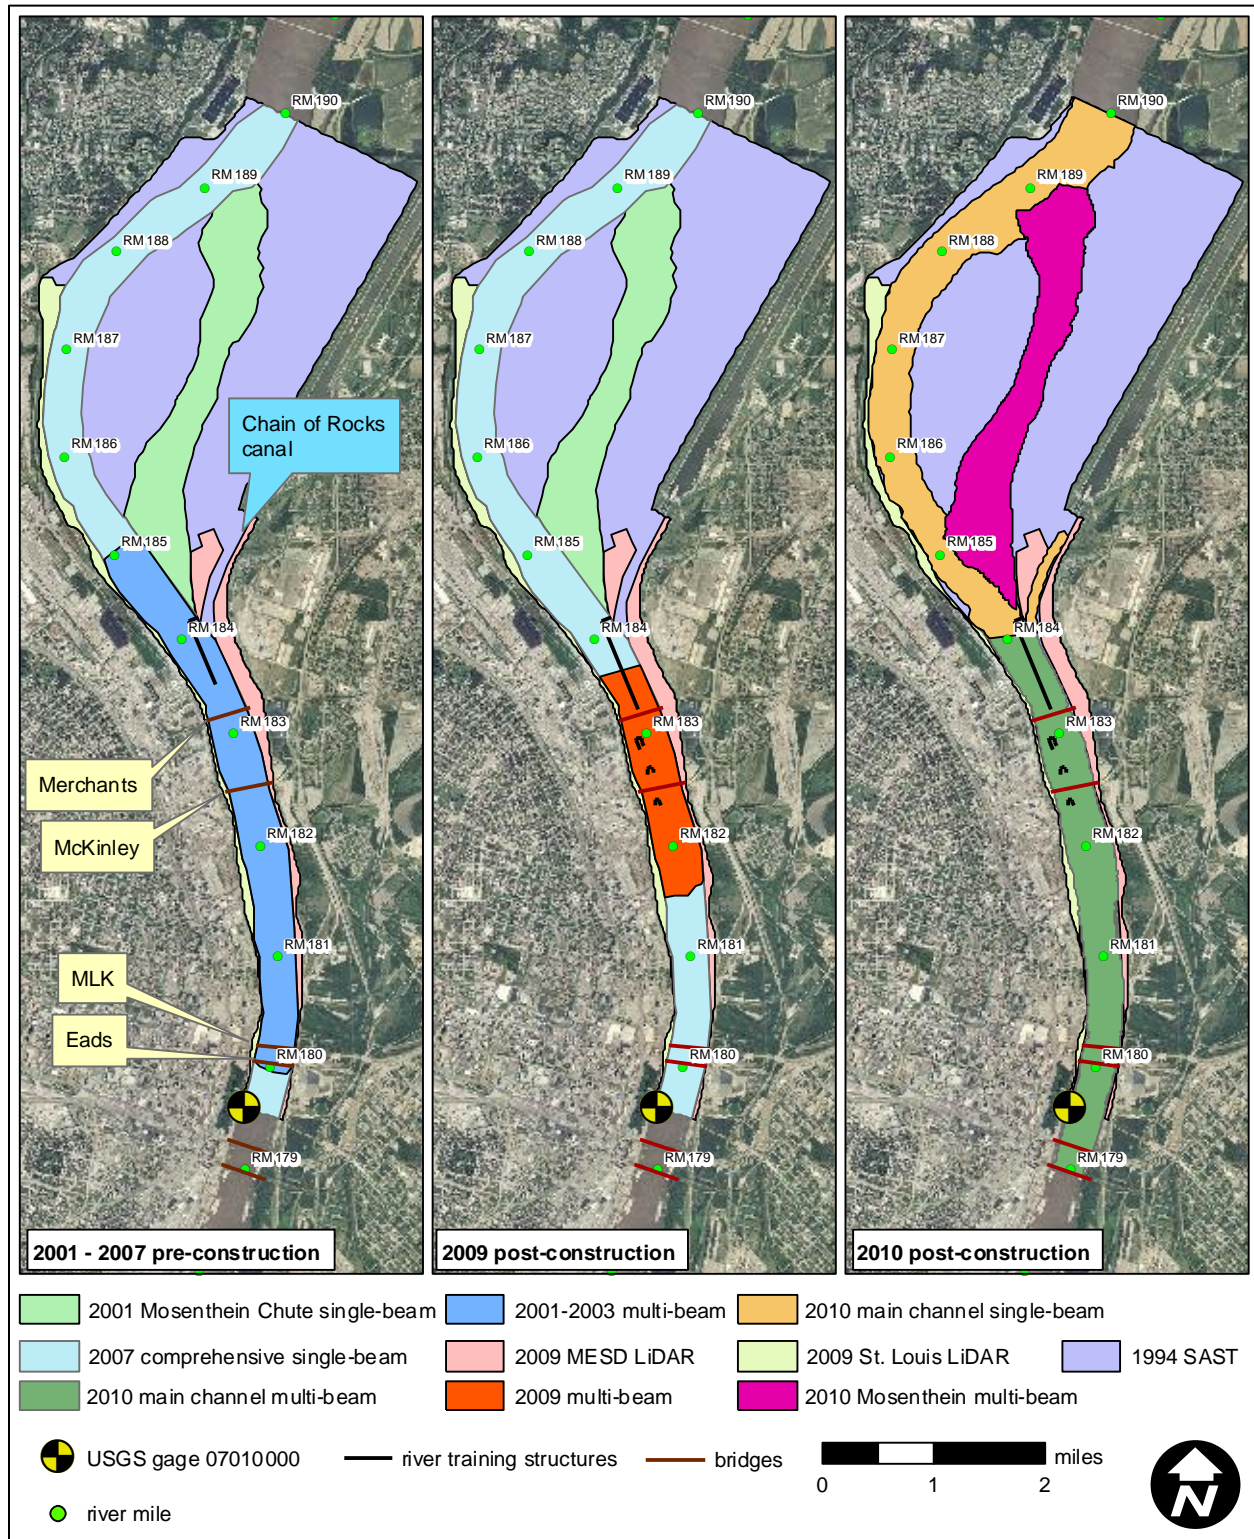 RM 190
RM 189
RM 188
RM 187
RM 186
Chain of Rocks
canal
RM 185
RM 184
RM 183
Merchants
McKinley
RM 182
RM 181
MLK
Eads
RM 180
RM 179
2001 - 2007 pre-construction
RM 190
RM 189
RM 188
RM 187
RM 186
RM 185
RM 184
RM 183
RM 182
RM 181
RM 180
RM 179
2009 post-construction
RM 190
RM 189
RM 188
RM 187
RM 186
RM 185
RM 184
RM 183
RM 182
RM 181
RM 180
RM 179
2010 post-construction
2001 Mosenthein Chute single-beam
2001-2003 multi-beam
2010 main channel single-beam
2007 comprehensive single-beam
2009 MESD LiDAR
2009 St. Louis LiDAR
1994 SAST
2010 main channel multi-beam
2009 multi-beam
2010 Mosenthein multi-beam
USGS gage 07010000
river training structures
bridges
miles
0 1 2
river mile
N